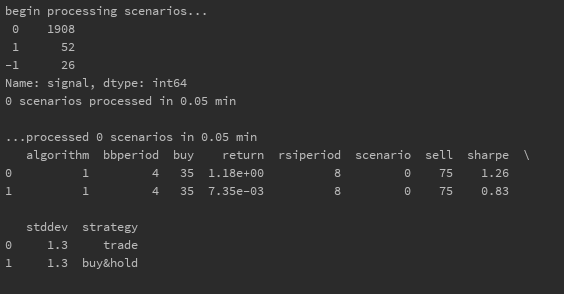 begin processing scenarios...
 0    1908
 1      52
-1      26
Name: signal, dtype: int64
0 scenarios processed in 0.05 min

...processed 0 scenarios in 0.05 min
   algorithm  bbperiod  buy    return  rsiperiod  scenario  sell  sharpe  \
0          1         4   35  1.18e+00          8         0    75    1.26
1          1         4   35  7.35e-03          8         0    75    0.83

   stddev  strategy
0     1.3     trade
1     1.3  buy&hold